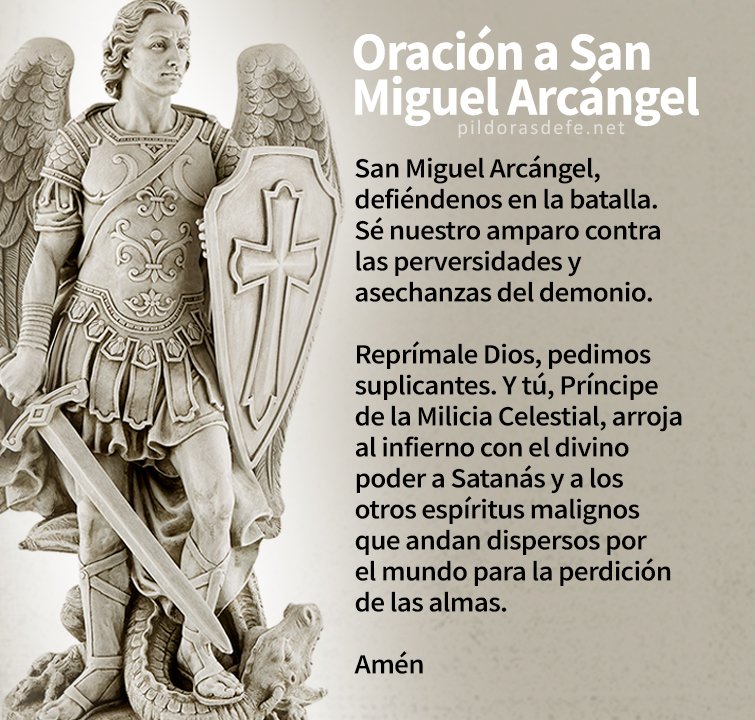 Oración a San
Miguel Arcángel
pildorasdefe.net
San Miguel Arcángel,
defiéndenos en la batalla.
Sé nuestro amparo contra
las perversidades y
asechanzas del demonio.
Reprímale Dios, pedimos
suplicantes. Y tú, Príncipe
de la Milicia Celestial, arroja
al infierno con el divino
poder a Satanás y a los
otros espíritus malignos
que andan dispersos por
el mundo para la perdición
de las almas.
Amén